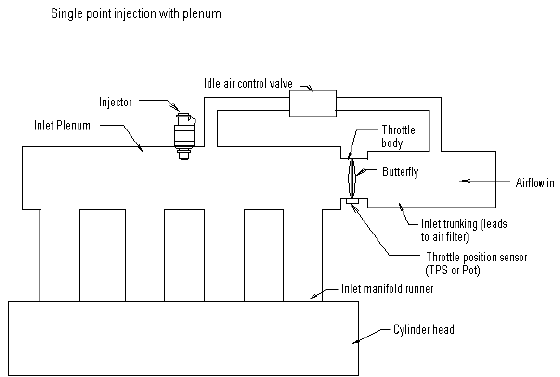 Single point injection with plenum
Idle air control valve
Injector
Inlet Plenum
Throttle
body
Butterfly
Airflow in
Inlet trunking (leads
to air filter)
Throttle position sensor
(TPS or Pot)
Inlet manifold runner
Cylinder head